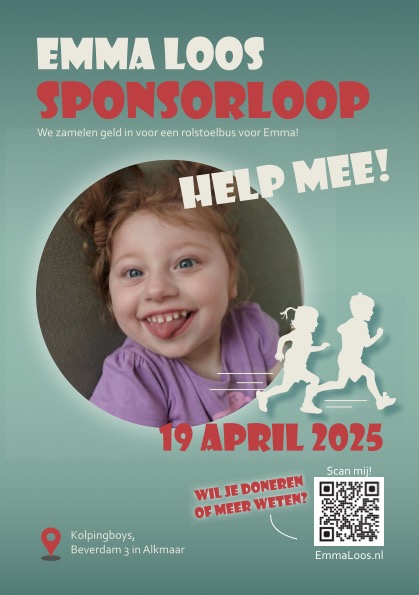 EMMA LOOS
SPONSORLOOP
We zamelen geld in voor een rolstoelbus voor Emma!
HELP MEE!
19 APRIL 2025
WIL JE DONEREN
OF MEER WETEN?
Scan mij!
EmmaLoos.nl
Kolpingboys,
Beverdam 3 in Alkmaar